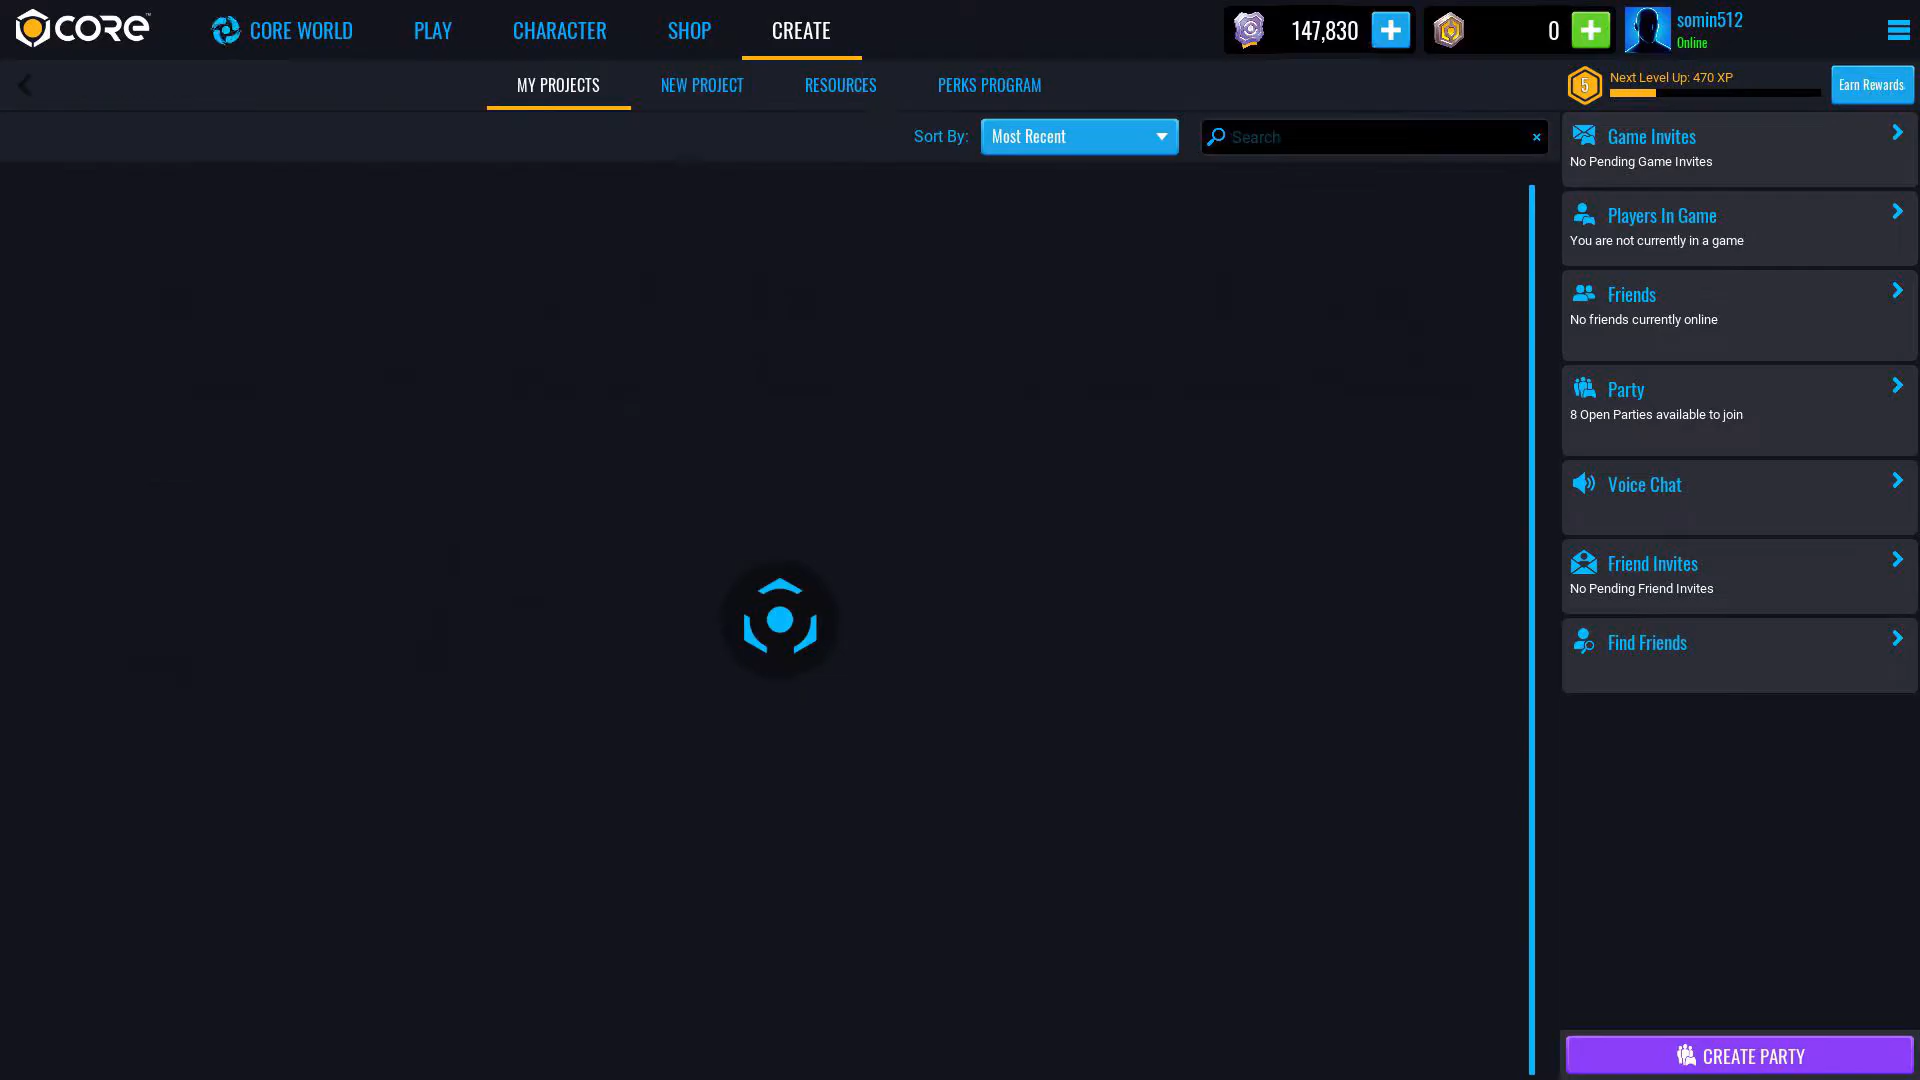 CORE™
CORE WORLD
PLAY
CHARACTER
SHOP
CREATE
147,830
0
somin512
Online
MY PROJECTS
NEW PROJECT
RESOURCES
PERKS PROGRAM
5
Next Level Up: 470 XP
Earn Rewards
Sort By:
Most Recent
Search
Game Invites
No Pending Game Invites
Players In Game
You are not currently in a game
Friends
No friends currently online
Party
8 Open Parties available to join
Voice Chat
Friend Invites
No Pending Friend Invites
Find Friends
CREATE PARTY